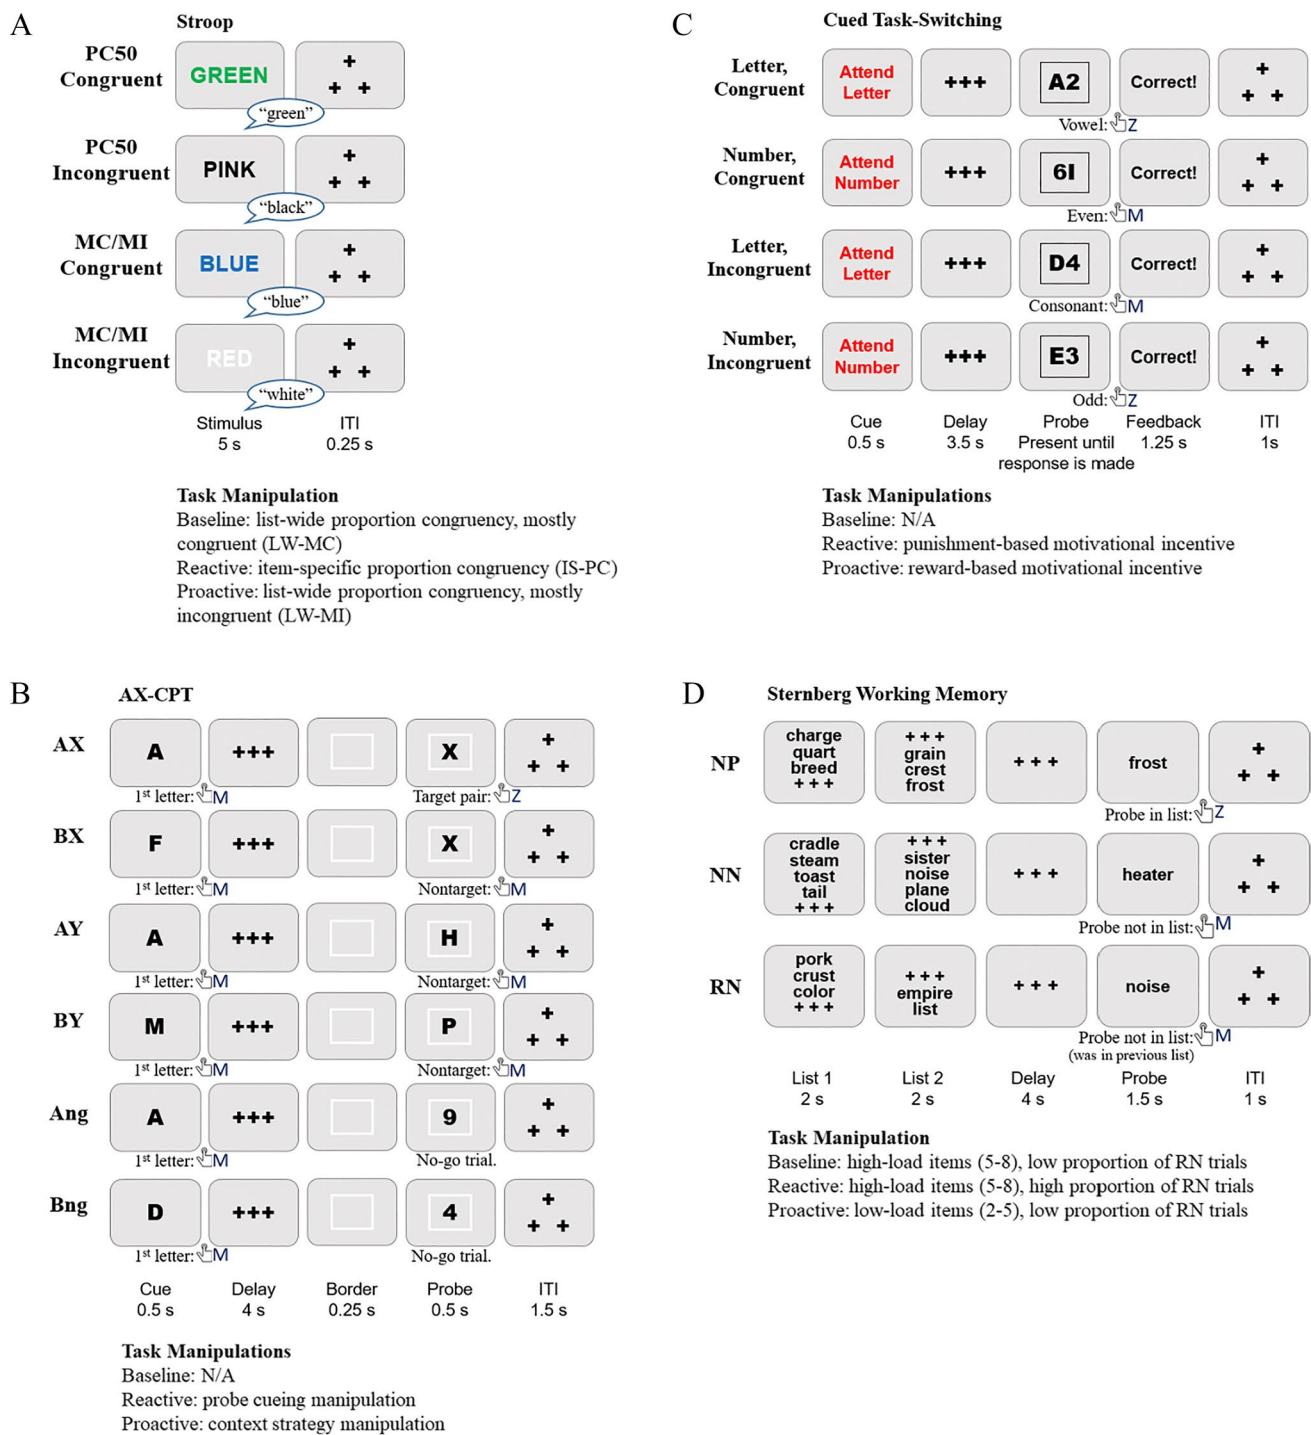 A
Stroop
PC50
Congruent
GREEN
+
+ +
“green”
PC50
Incongruent
PINK
+
+ +
“black”
MC/MI
Congruent
BLUE
+
+ +
“blue”
MC/MI
Incongruent
RED
+
+ +
“white”
Stimulus
5 s
ITI
0.25 s
Task Manipulation
Baseline: list-wide proportion congruency, mostly
congruent (LW-MC)
Reactive: item-specific proportion congruency (IS-PC)
Proactive: list-wide proportion congruency, mostly
incongruent (LW-MI)
B
AX-CPT
AX
A
+++
X
+
+ +
1st letter: M
Target pair: Z
BX
F
+++
X
+
+ +
1st letter: M
Nontarget: M
AY
A
+++
H
+
+ +
1st letter: M
Nontarget: M
BY
M
+++
P
+
+ +
1st letter: M
Nontarget: M
Ang
A
+++
9
+
+ +
1st letter: M
No-go trial.
Bng
D
+++
4
+
+ +
1st letter: M
No-go trial.
Cue
0.5 s
Delay
4 s
Border
0.25 s
Probe
0.5 s
ITI
1.5 s
Task Manipulations
Baseline: N/A
Reactive: probe cueing manipulation
Proactive: context strategy manipulation
C
Cued Task-Switching
Letter,
Congruent
Attend
Letter
+++
A2
Correct!
+
+ +
Vowel: Z
Number,
Congruent
Attend
Number
+++
6I
Correct!
+
+ +
Even: M
Letter,
Incongruent
Attend
Letter
+++
D4
Correct!
+
+ +
Consonant: M
Number,
Incongruent
Attend
Number
+++
E3
Correct!
+
+ +
Odd: Z
Cue
0.5 s
Delay
3.5 s
Probe
Present until
response is made
Feedback
1.25 s
ITI
1s
Task Manipulations
Baseline: N/A
Reactive: punishment-based motivational incentive
Proactive: reward-based motivational incentive
D
Sternberg Working Memory
NP
charge
quart
breed
+ + +
+ + +
grain
crest
frost
+ + +
frost
+
+ +
Probe in list: Z
NN
cradle
steam
toast
tail
+ + +
+ + +
sister
noise
plane
cloud
+ + +
heater
+
+ +
Probe not in list: M
RN
pork
crust
color
+ + +
+ + +
empire
list
+ + +
noise
+
+ +
Probe not in list: M
(was in previous list)
List 1
2 s
List 2
2 s
Delay
4 s
Probe
1.5 s
ITI
1 s
Task Manipulation
Baseline: high-load items (5-8), low proportion of RN trials
Reactive: high-load items (5-8), high proportion of RN trials
Proactive: low-load items (2-5), low proportion of RN trials